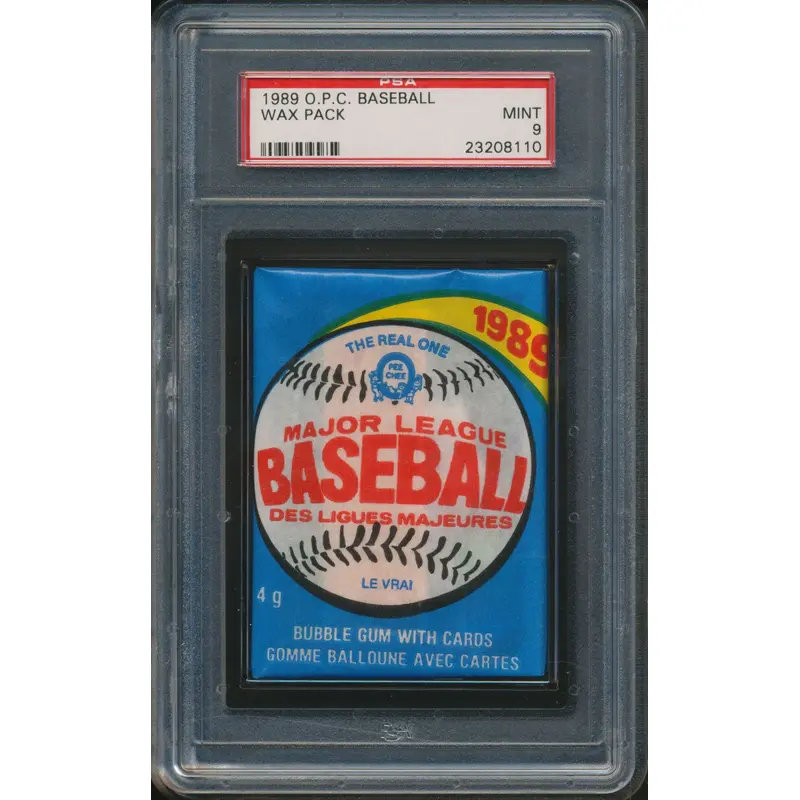 PSA
1989 O.P.C. BASEBALL
WAX PACK
MINT
9
23208110
1989
THE REAL ONE
PEE
CHEE
MAJOR LEAGUE
BASEBALL
DES LIGUES MAJEURES
LE VRAI
4 g
BUBBLE GUM WITH CARDS
GOMME BALLOUNE AVEC CARTES
PSA